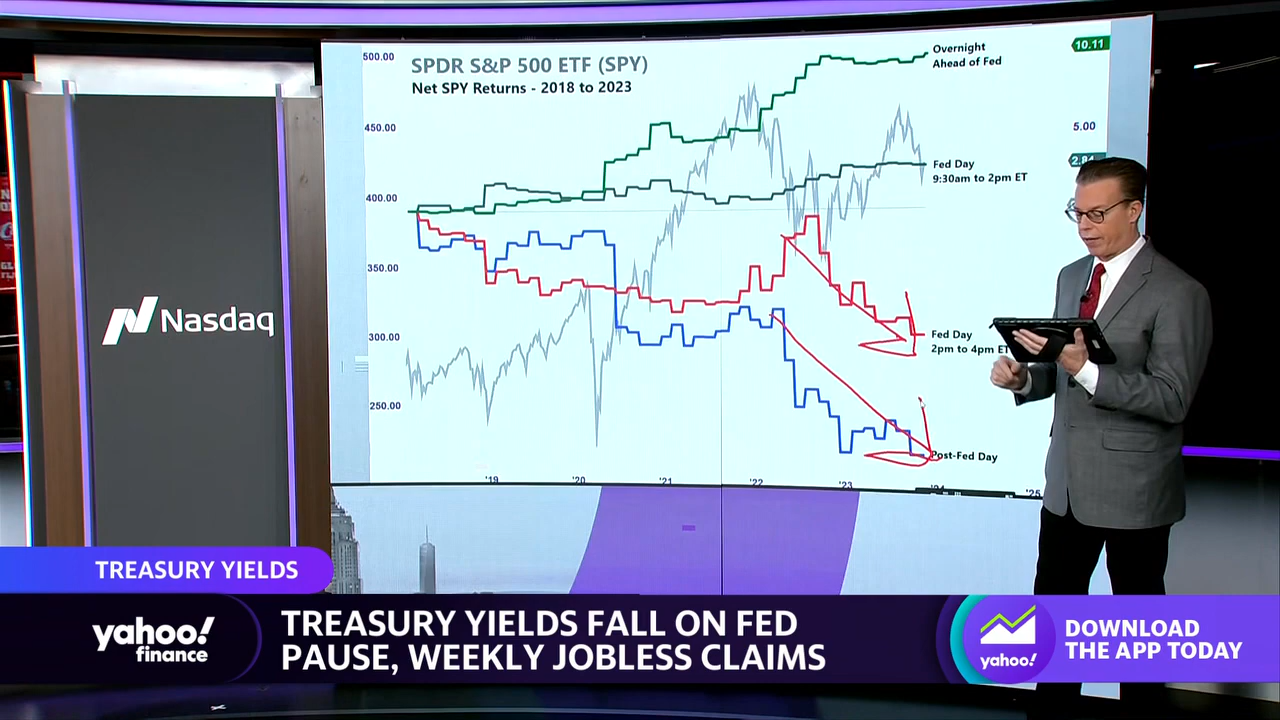 500.00
450.00
400.00
350.00
300.00
250.00
SPDR S&P 500 ETF (SPY)
Net SPY Returns - 2018 to 2023
Overnight
Ahead of Fed
10.11
5.00
Fed Day
9:30am to 2pm ET
2.84
Fed Day
2pm to 4pm ET
Post-Fed Day
'19
'20
'21
'22
'23
'24
'25
Nasdaq
TREASURY YIELDS
yahoo!
finance
TREASURY YIELDS FALL ON FED
PAUSE, WEEKLY JOBLESS CLAIMS
yahoo!
DOWNLOAD
THE APP TODAY